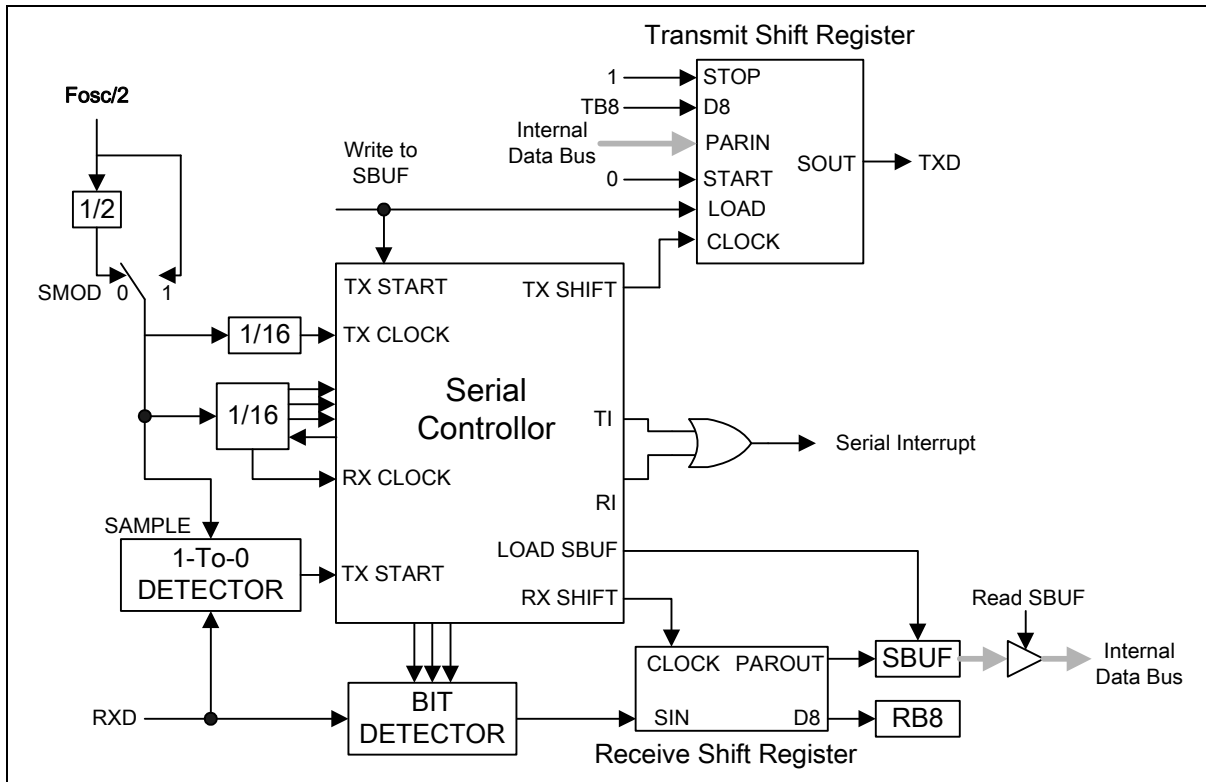 Transmit Shift Register
Fosc/2
1
STOP
TB8
D8
Internal
Data Bus
PARIN
SOUT
TXD
Write to
SBUF
0
START
LOAD
CLOCK
1/2
SMOD
0
1
TX START
TX SHIFT
1/16
TX CLOCK
1/16
Serial
Controllor
TI
Serial Interrupt
RX CLOCK
RI
SAMPLE
1-To-0
DETECTOR
TX START
LOAD SBUF
RX SHIFT
Read SBUF
CLOCK
PAROUT
SBUF
Internal
Data Bus
RXD
BIT
DETECTOR
SIN
D8
RB8
Receive Shift Register